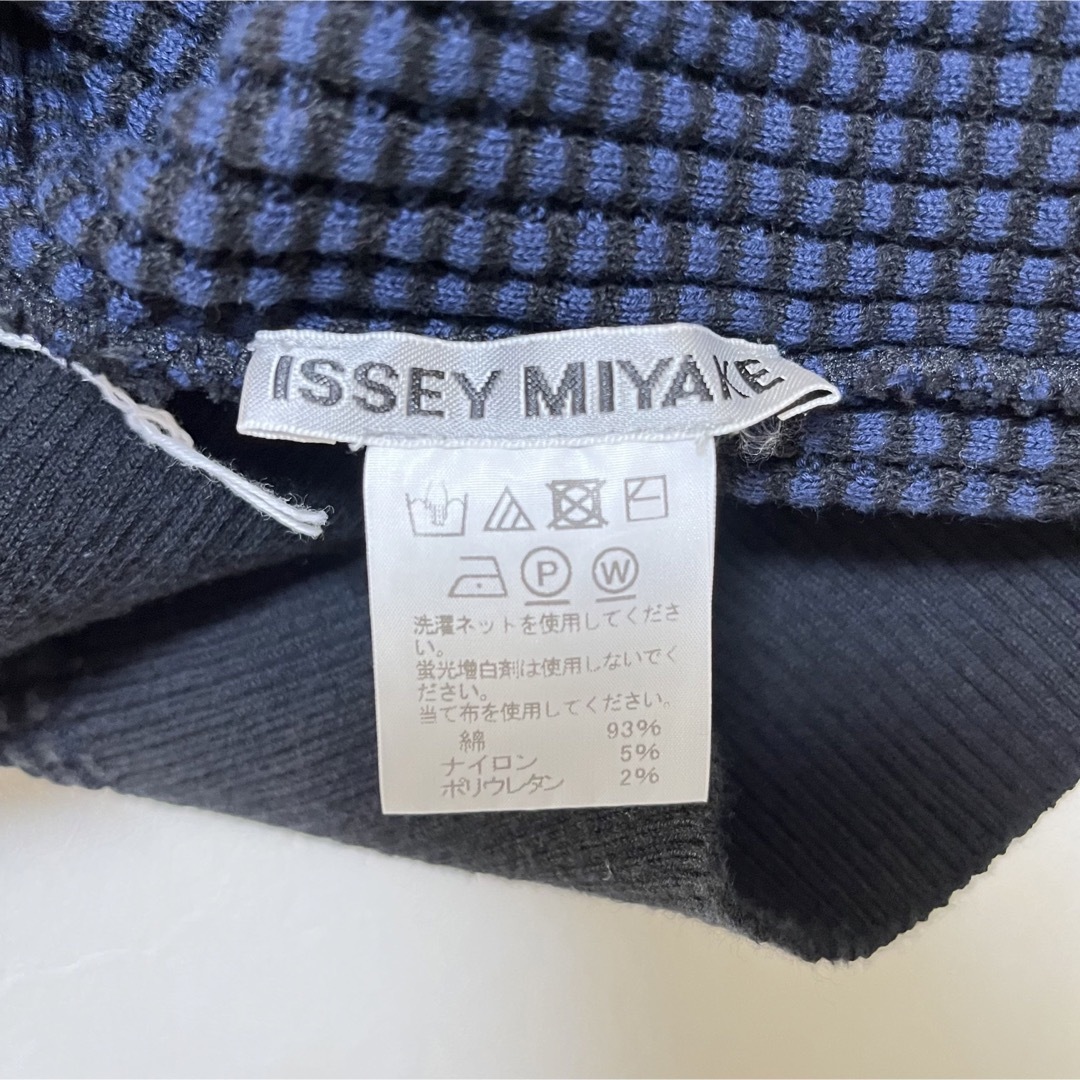 ISSEY MIYAKE
P W
洗濯ネットを使用してくださ
い。
蛍光増白剤は使用しないでく
ださい。
当て布を使用してください。
綿 93%
ナイロン 5%
ポリウレタン 2%